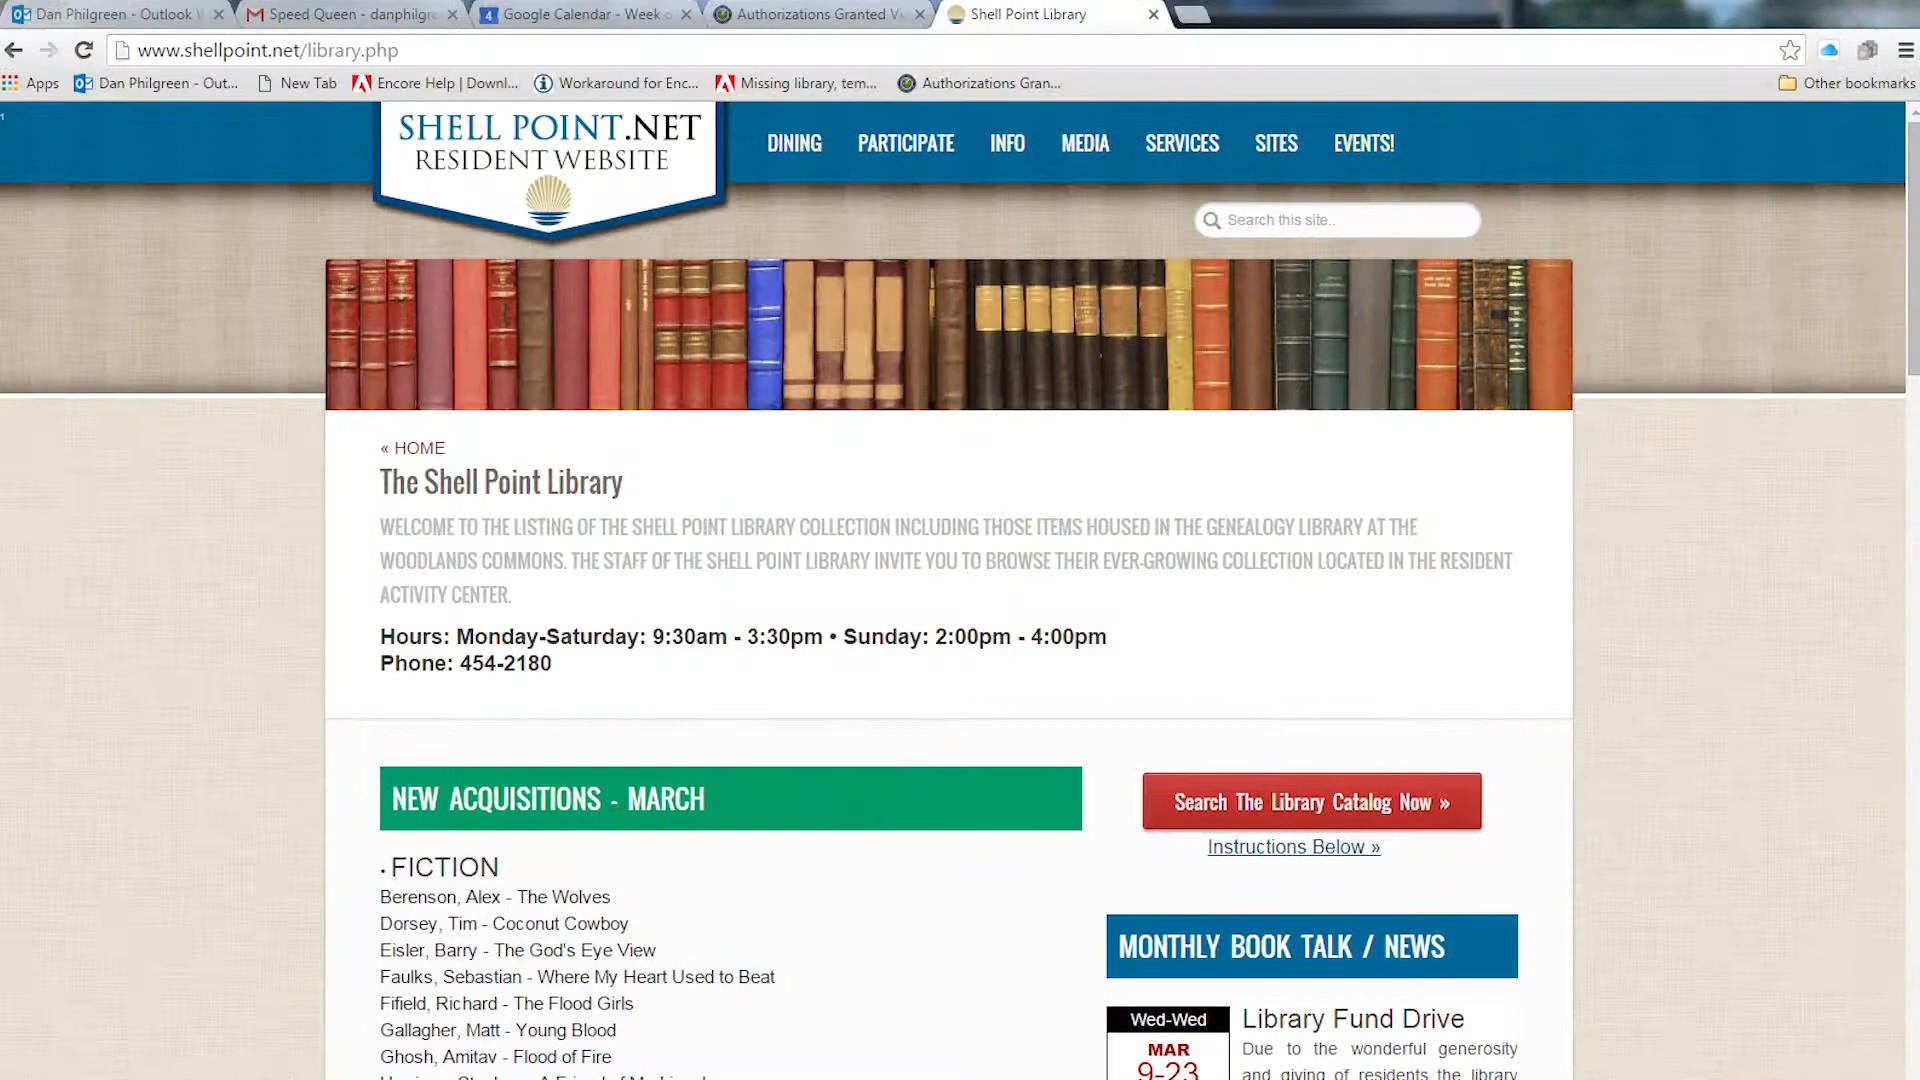 Dan Philgreen - Outlook
Speed Queen - danphilgr
Google Calendar - Week o
Authorizations Granted V
Shell Point Library
www.shellpoint.net/library.php
Apps
Dan Philgreen - Out...
New Tab
Encore Help | Downl...
Workaround for Enc...
Missing library, tem...
Authorizations Gran...
Other bookmarks
SHELL POINT.NET
RESIDENT WEBSITE
DINING
PARTICIPATE
INFO
MEDIA
SERVICES
SITES
EVENTS!
Search this site..
« HOME
The Shell Point Library
WELCOME TO THE LISTING OF THE SHELL POINT LIBRARY COLLECTION INCLUDING THOSE ITEMS HOUSED IN THE GENEALOGY LIBRARY AT THE
WOODLANDS COMMONS. THE STAFF OF THE SHELL POINT LIBRARY INVITE YOU TO BROWSE THEIR EVER-GROWING COLLECTION LOCATED IN THE RESIDENT
ACTIVITY CENTER.
Hours: Monday-Saturday: 9:30am - 3:30pm • Sunday: 2:00pm - 4:00pm
Phone: 454-2180
NEW ACQUISITIONS - MARCH
• FICTION
Berenson, Alex - The Wolves
Dorsey, Tim - Coconut Cowboy
Eisler, Barry - The God's Eye View
Faulks, Sebastian - Where My Heart Used to Beat
Fifield, Richard - The Flood Girls
Gallagher, Matt - Young Blood
Ghosh, Amitav - Flood of Fire
Search The Library Catalog Now »
Instructions Below »
MONTHLY BOOK TALK / NEWS
Wed-Wed
MAR
9-23
Library Fund Drive
Due to the wonderful generosity
and giving of residents the library